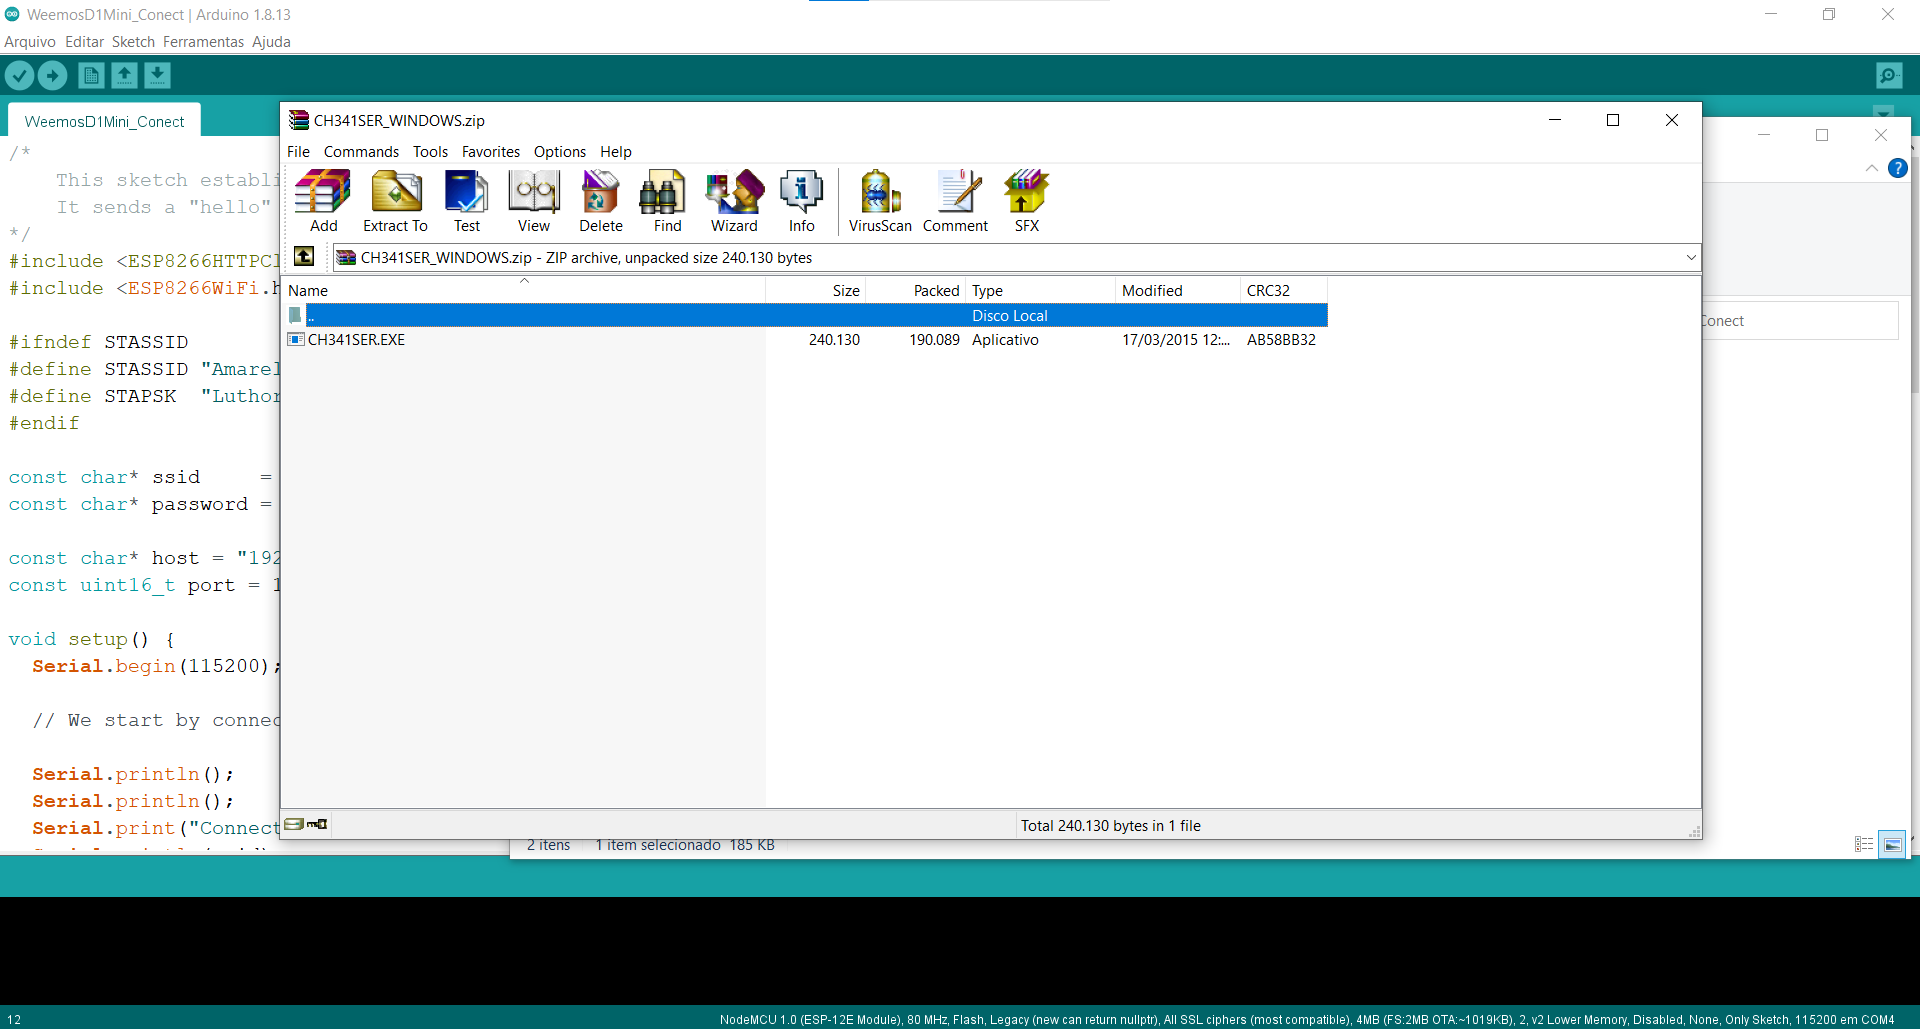 WeemosD1Mini_Conect | Arduino 1.8.13
Arquivo Editar Sketch Ferramentas Ajuda
WeemosD1Mini_Conect
/*
This sketch establi
It sends a "hello"
*/
#include <ESP8266HTTPCl
#include <ESP8266WiFi.h
#ifndef STASSID
#define STASSID "Amarel
#define STAPSK "Luthor
#endif
const char* ssid =
const char* password =
const char* host = "192
const uint16_t port = 1
void setup() {
Serial.begin(115200);
// We start by connec
Serial.println();
Serial.println();
Serial.print("Connect
CH341SER_WINDOWS.zip
File Commands Tools Favorites Options Help
Add Extract To Test View Delete Find Wizard Info VirusScan Comment SFX
CH341SER_WINDOWS.zip - ZIP archive, unpacked size 240.130 bytes
Name Size Packed Type Modified CRC32
.. Disco Local
CH341SER.EXE 240.130 190.089 Aplicativo 17/03/2015 12:... AB58BB32
Total 240.130 bytes in 1 file
Conect
2 itens 1 item selecionado 185 KB
12 NodeMCU 1.0 (ESP-12E Module), 80 MHz, Flash, Legacy (new can return nullptr), All SSL ciphers (most compatible), 4MB (FS:2MB OTA:~1019KB), 2, v2 Lower Memory, Disabled, None, Only Sketch, 115200 em COM4